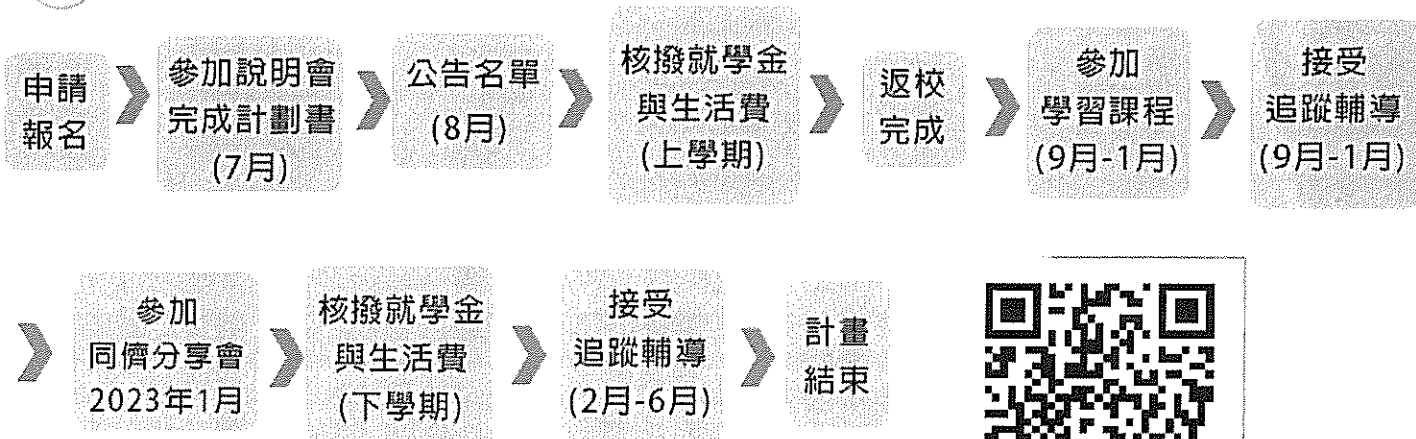 申請
報名
參加說明會
完成計劃書
(7月)
公告名單
(8月)
核撥就學金
與生活費
(上學期)
返校
完成
參加
學習課程
(9月-1月)
接受
追蹤輔導
(9月-1月)
參加
同儕分享會
2023年1月
核撥就學金
與生活費
(下學期)
接受
追蹤輔導
(2月-6月)
計畫
結束